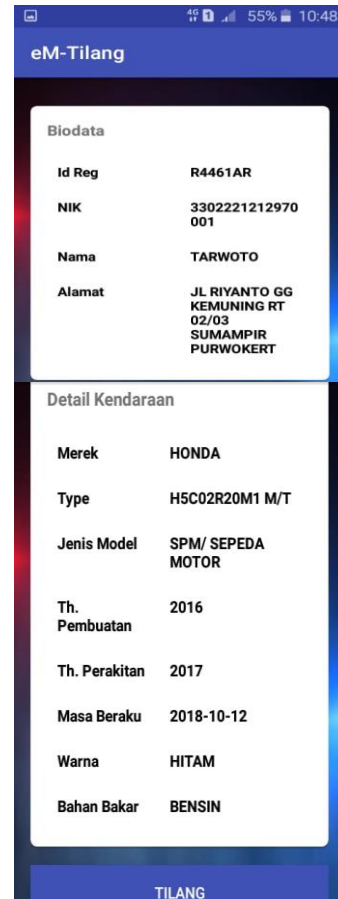 4G 1 55% 10:48
eM-Tilang
Biodata
Id Reg R4461AR
NIK 3302221212970
001
Nama TARWOTO
Alamat JL RIYANTO GG
KEMUNING RT
02/03
SUMAMPIR
PURWOKERT
Detail Kendaraan
Merek HONDA
Type H5C02R20M1 M/T
Jenis Model SPM/ SEPEDA
MOTOR
Th. 2016
Pembuatan
Th. Perakitan 2017
Masa Beraku 2018-10-12
Warna HITAM
Bahan Bakar BENSIN
TILANG